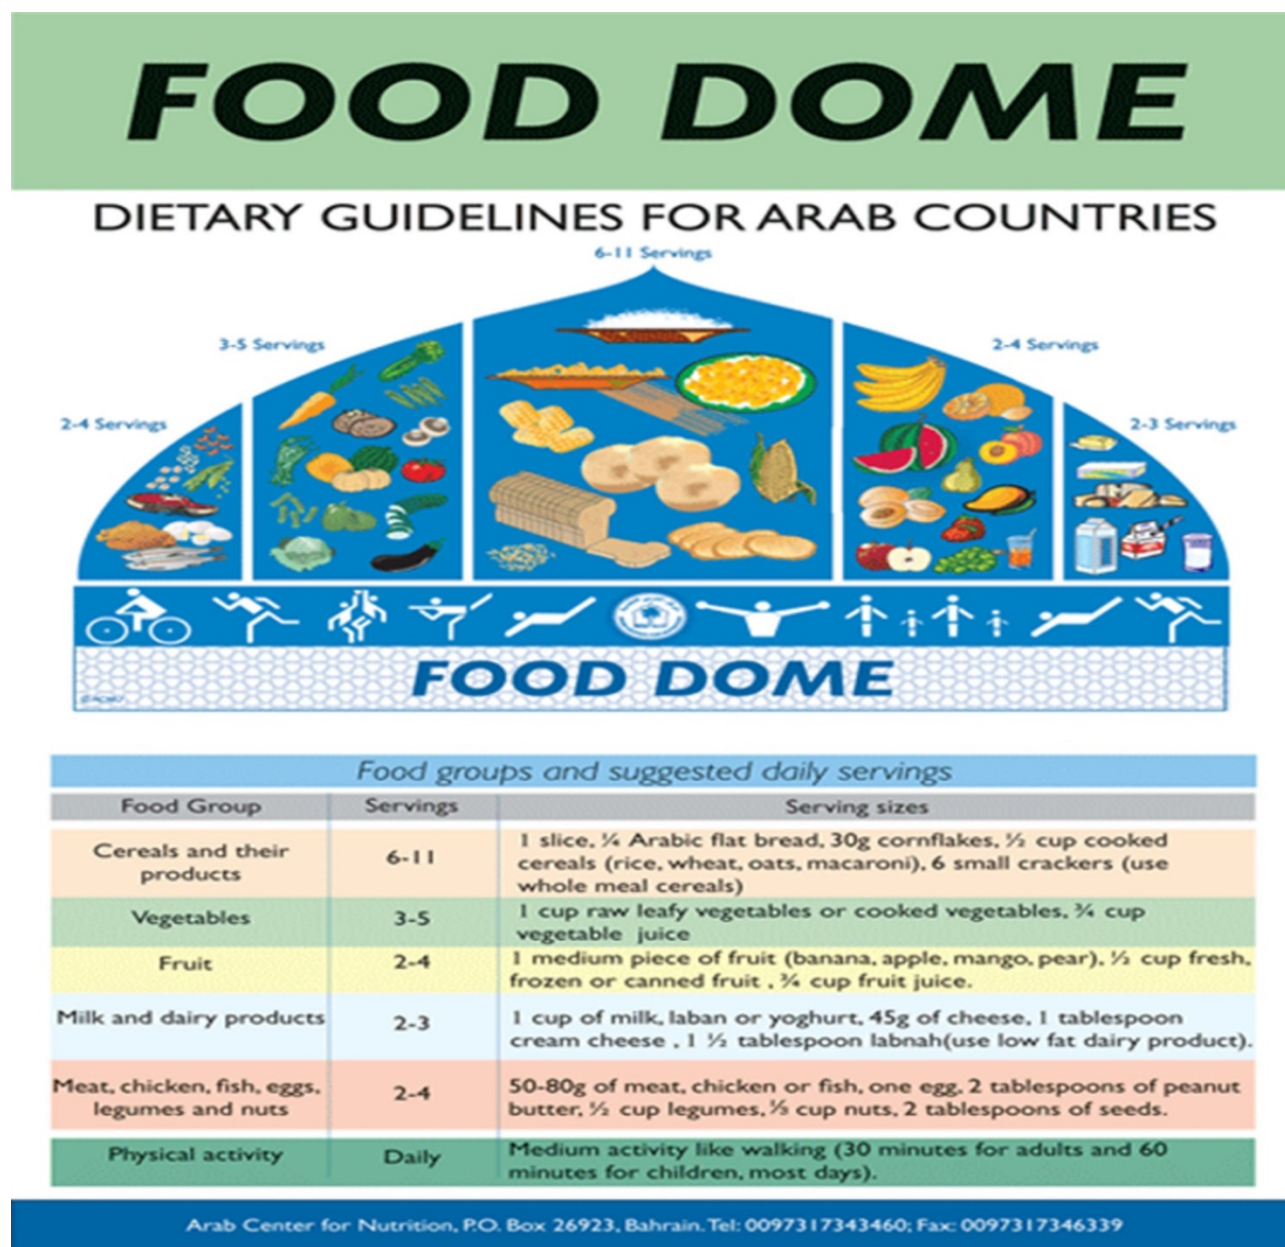 FOOD DOME
DIETARY GUIDELINES FOR ARAB COUNTRIES
6-11 Servings
3-5 Servings
2-4 Servings
2-4 Servings
2-3 Servings
FOOD DOME
Food groups and suggested daily servings
Food Group Servings Serving sizes
Cereals and their
products
6-11
1 slice, ¼ Arabic flat bread, 30g cornflakes, ½ cup cooked
cereals (rice, wheat, oats, macaroni), 6 small crackers (use
whole meal cereals)
Vegetables
3-5
1 cup raw leafy vegetables or cooked vegetables, ¾ cup
vegetable juice
Fruit
2-4
1 medium piece of fruit (banana, apple, mango, pear), ½ cup fresh,
frozen or canned fruit , ¾ cup fruit juice.
Milk and dairy products
2-3
1 cup of milk, laban or yoghurt, 45g of cheese, 1 tablespoon
cream cheese , 1 ½ tablespoon labnah(use low fat dairy product).
Meat, chicken, fish, eggs,
legumes and nuts
2-4
50-80g of meat, chicken or fish, one egg, 2 tablespoons of peanut
butter, ½ cup legumes, ⅓ cup nuts, 2 tablespoons of seeds.
Physical activity
Daily
Medium activity like walking (30 minutes for adults and 60
minutes for children, most days).
Arab Center for Nutrition, P.O. Box 26923, Bahrain. Tel: 0097317343460; Fax: 0097317346339